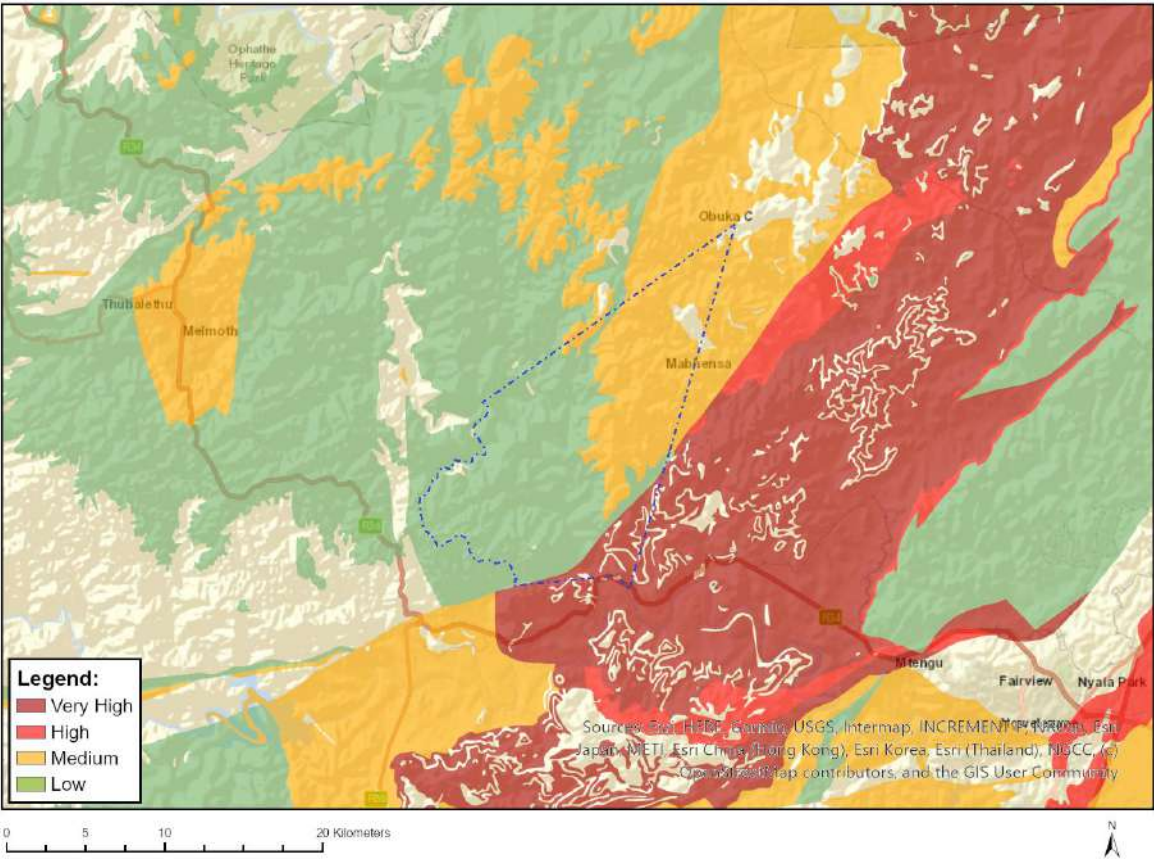 Ophathe
Heritage
Park
R34
Obuka C
Thubalethu
Melmoth
R34
R34
Mtengu
Fairview
Nyala Park
Legend:
Very High
High
Medium
Low
Sources: Esri, HERE, Garmin, USGS, Intermap, INCREMENT P, NRCan, Esri
Japan, METI, Esri China (Hong Kong), Esri Korea, Esri (Thailand), NGCC, (c)
OpenStreetMap contributors, and the GIS User Community
0 5 10 20 Kilometers
N